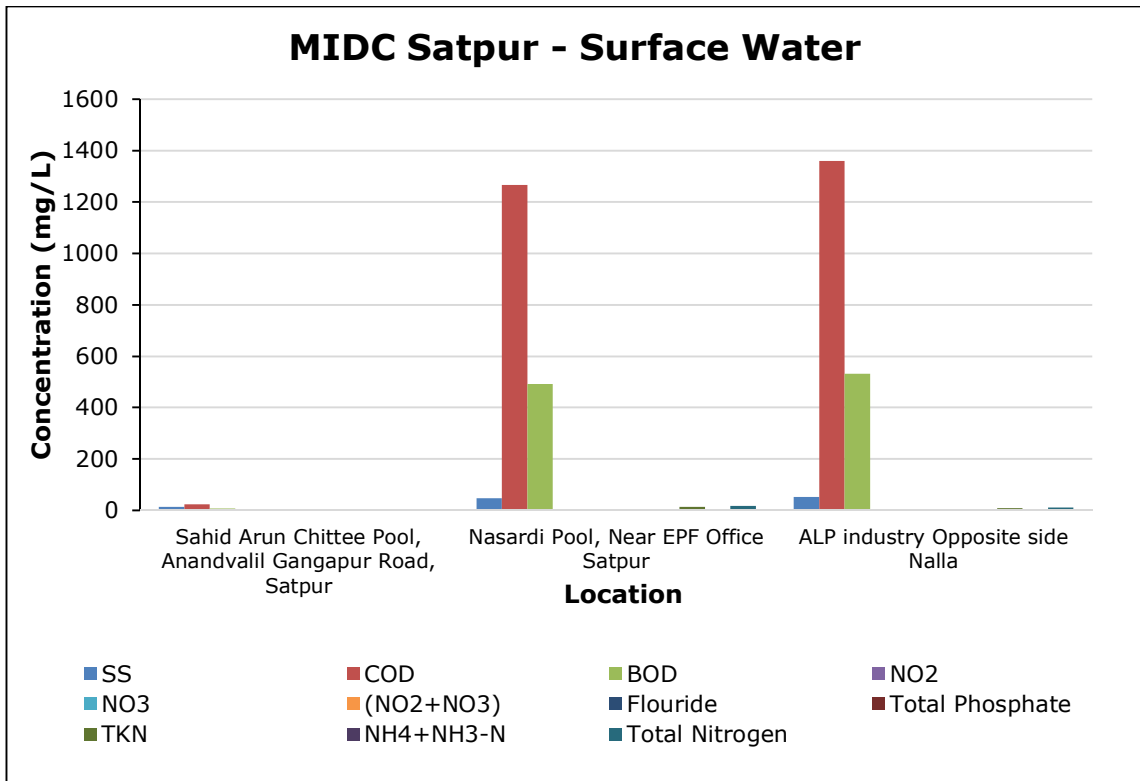 MIDC Satpur - Surface Water
Concentration (mg/L)
1600
1400
1200
1000
800
600
400
200
0
Sahid Arun Chittee Pool,
Anandvalil Gangapur Road,
Satpur
Nasardi Pool, Near EPF Office
Satpur
ALP industry Opposite side
Nalla
Location
SS COD BOD NO2
NO3 (NO2+NO3) Flouride Total Phosphate
TKN NH4+NH3-N Total Nitrogen